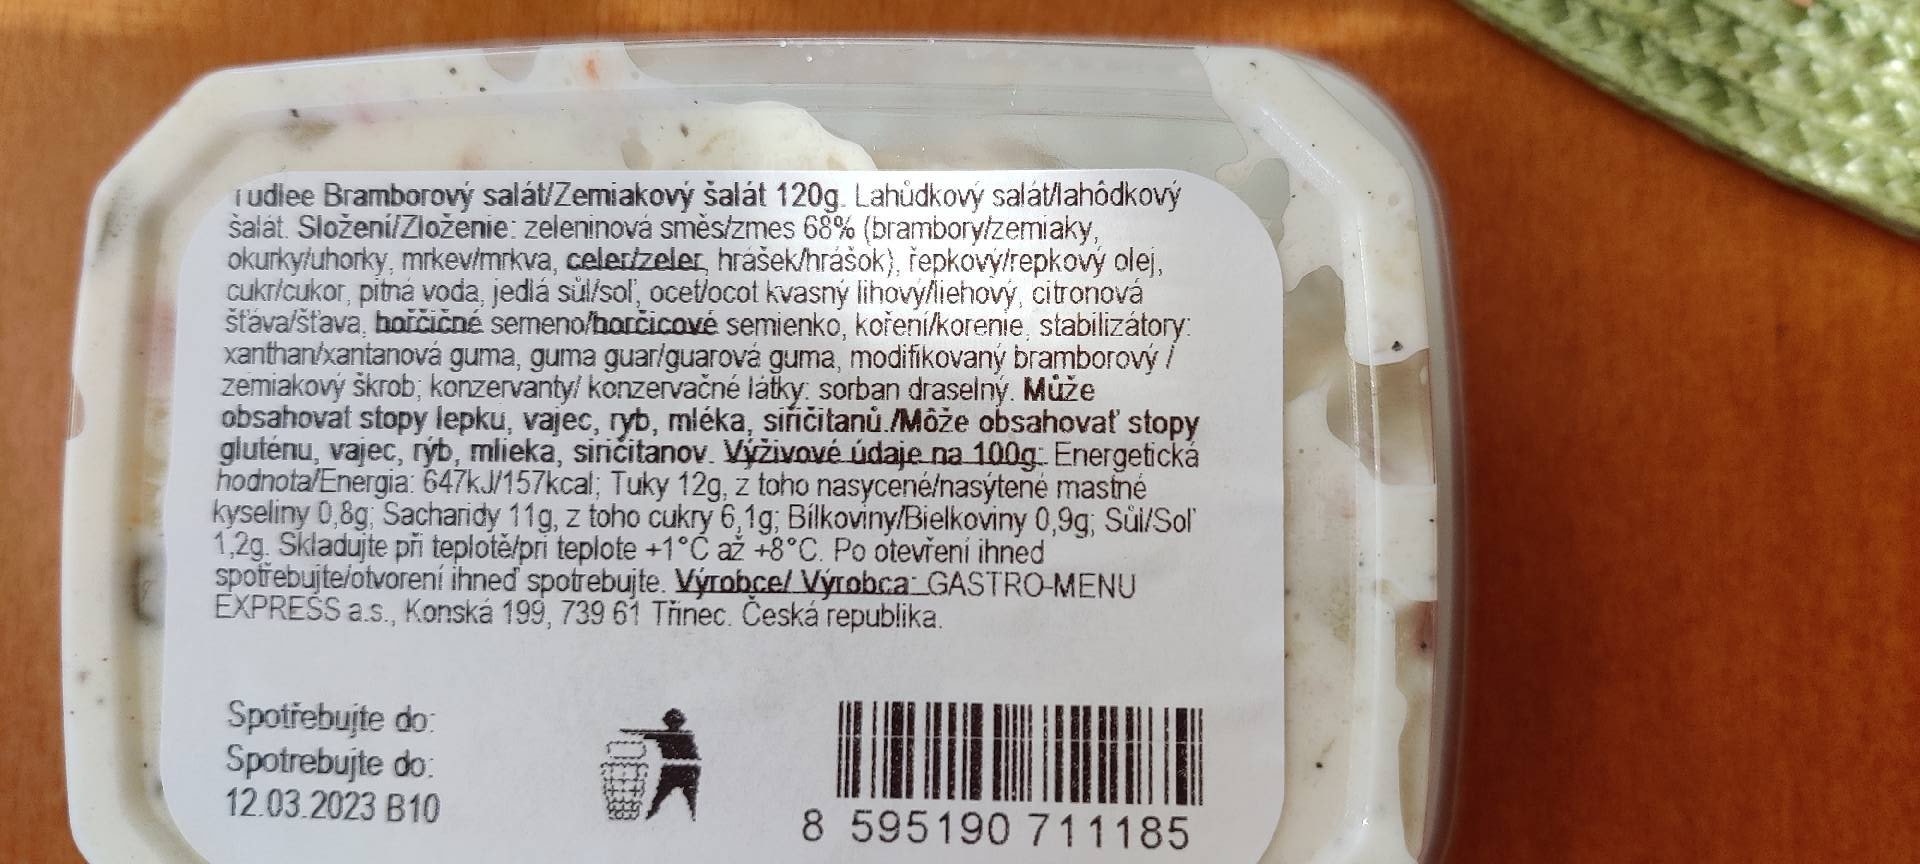 Tudlee Bramborový salát/Zemiakový šalát 120g. Lahůdkový salát/lahôdkový
šalát. Složení/Zloženie: zeleninová směs/zmes 68% (brambory/zemiaky,
okurky/uhorky, mrkev/mrkva, celer/zeler, hrášek/hrášok), řepkový/repkový olej,
cukr/cukor, pitná voda, jedlá sůl/soľ, ocet/ocot kvasný lihový/liehový, citronová
šťáva/šťava, hořčičné semeno/horčicové semienko, koření/korenie, stabilizátory:
xanthan/xantanová guma, guma guar/guarová guma, modifikovaný bramborový /
zemiakový škrob; konzervanty/ konzervačné látky: sorban draselný. Může
obsahovat stopy lepku, vajec, ryb, mléka, siřičitanů./Môže obsahovať stopy
gluténu, vajec, rýb, mlieka, siričitanov. Výživové údaje na 100g: Energetická
hodnota/Energia: 647kJ/157kcal; Tuky 12g, z toho nasycené/nasýtené mastné
kyseliny 0,8g; Sacharidy 11g, z toho cukry 6,1g; Bílkoviny/Bielkoviny 0,9g; Sůl/Soľ
1,2g. Skladujte při teplotě/pri teplote +1°C až +8°C. Po otevření ihned
spotřebujte/otvorení ihneď spotrebujte. Výrobce/ Výrobca: GASTRO-MENU
EXPRESS a.s., Konská 199, 739 61 Třinec. Česká republika.
Spotřebujte do:
Spotrebujte do:
12.03.2023 B10
8 595190 711185